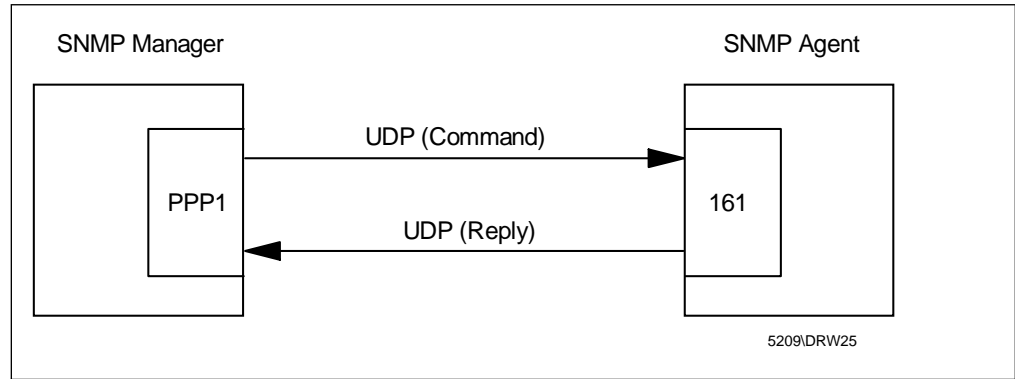 SNMP Manager
SNMP Agent
UDP (Command)
PPP1
161
UDP (Reply)
5209\DRW25